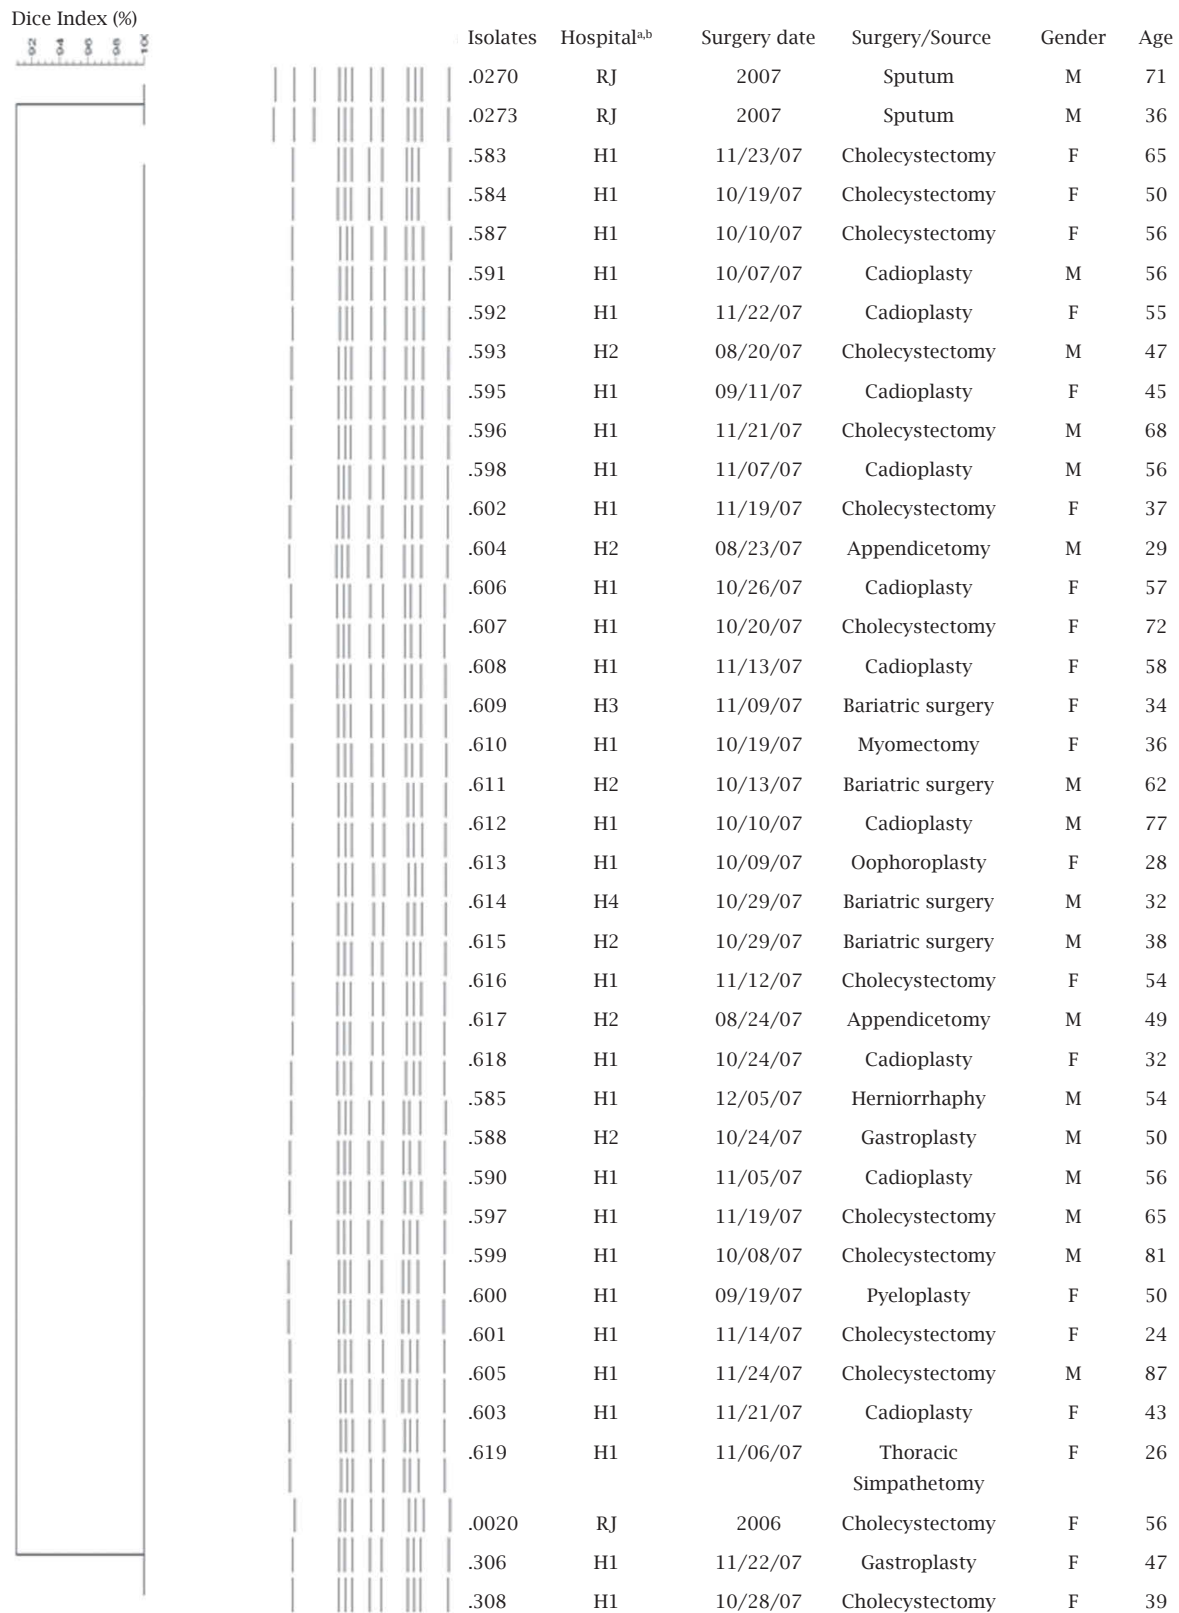 Dice Index (%)
92 94 96 98 100
Isolates Hospitala,b Surgery date Surgery/Source Gender Age
.0270 RJ 2007 Sputum M 71
.0273 RJ 2007 Sputum M 36
.583 H1 11/23/07 Cholecystectomy F 65
.584 H1 10/19/07 Cholecystectomy F 50
.587 H1 10/10/07 Cholecystectomy F 56
.591 H1 10/07/07 Cadioplasty M 56
.592 H1 11/22/07 Cadioplasty F 55
.593 H2 08/20/07 Cholecystectomy M 47
.595 H1 09/11/07 Cadioplasty F 45
.596 H1 11/21/07 Cholecystectomy M 68
.598 H1 11/07/07 Cadioplasty M 56
.602 H1 11/19/07 Cholecystectomy F 37
.604 H2 08/23/07 Appendicetomy M 29
.606 H1 10/26/07 Cadioplasty F 57
.607 H1 10/20/07 Cholecystectomy F 72
.608 H1 11/13/07 Cadioplasty F 58
.609 H3 11/09/07 Bariatric surgery F 34
.610 H1 10/19/07 Myomectomy F 36
.611 H2 10/13/07 Bariatric surgery M 62
.612 H1 10/10/07 Cadioplasty M 77
.613 H1 10/09/07 Oophoroplasty F 28
.614 H4 10/29/07 Bariatric surgery M 32
.615 H2 10/29/07 Bariatric surgery M 38
.616 H1 11/12/07 Cholecystectomy F 54
.617 H2 08/24/07 Appendicetomy M 49
.618 H1 10/24/07 Cadioplasty F 32
.585 H1 12/05/07 Herniorrhaphy M 54
.588 H2 10/24/07 Gastroplasty M 50
.590 H1 11/05/07 Cadioplasty M 56
.597 H1 11/19/07 Cholecystectomy M 65
.599 H1 10/08/07 Cholecystectomy M 81
.600 H1 09/19/07 Pyeloplasty F 50
.601 H1 11/14/07 Cholecystectomy F 24
.605 H1 11/24/07 Cholecystectomy M 87
.603 H1 11/21/07 Cadioplasty F 43
.619 H1 11/06/07 Thoracic F 26
Simpathetomy
.0020 RJ 2006 Cholecystectomy F 56
.306 H1 11/22/07 Gastroplasty F 47
.308 H1 10/28/07 Cholecystectomy F 39